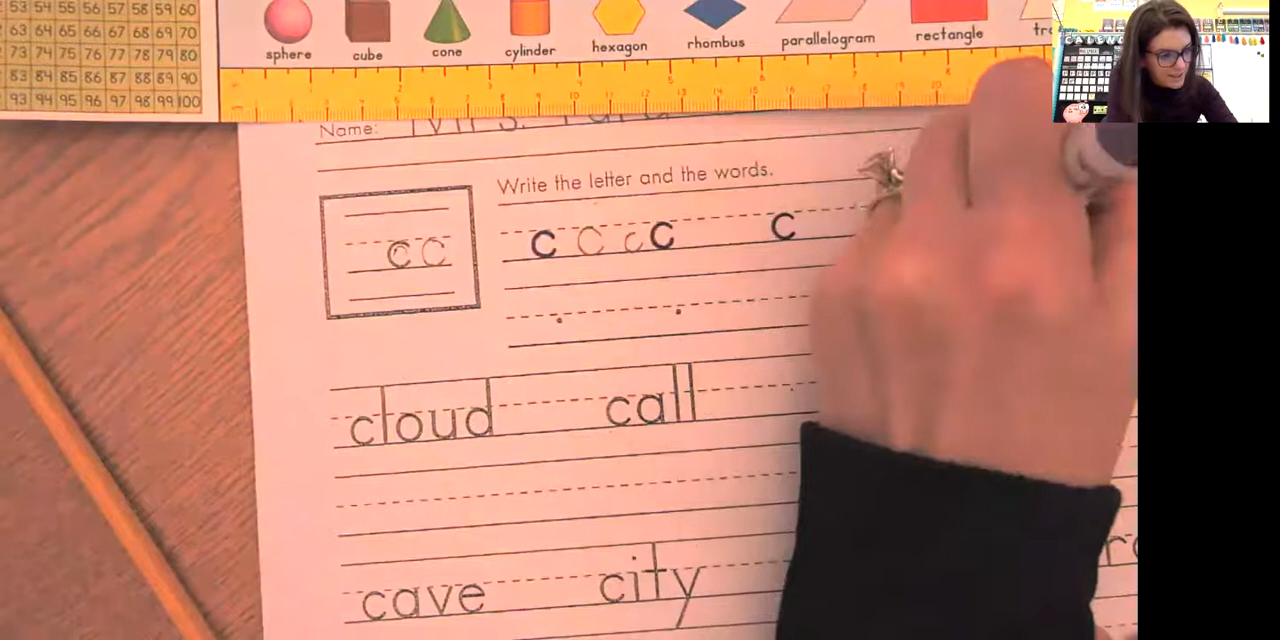 53 54 55 56 57 58 59 60
63 64 65 66 67 68 69 70
73 74 75 76 77 78 79 80
83 84 85 86 87 88 89 90
93 94 95 96 97 98 99 100
sphere cube cone cylinder hexagon rhombus parallelogram rectangle
Name: Mrs.
Write the letter and the words.
c c
c c c c c
cloud call
cave city